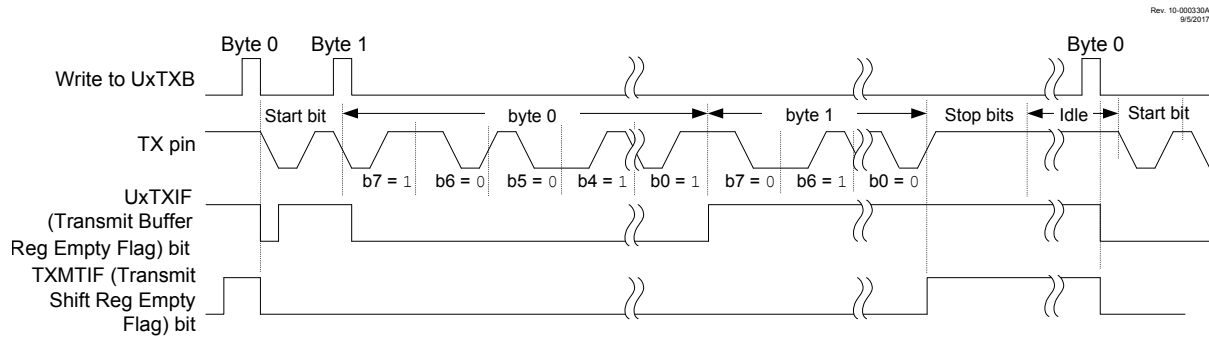 Rev. 10-000330A
9/5/2017
Byte 0 Byte 1 Byte 0
Write to UxTXB
Start bit byte 0 byte 1 Stop bits Idle Start bit
TX pin
b7 = 1 b6 = 0 b5 = 0 b4 = 1 b0 = 1 b7 = 0 b6 = 1 b0 = 0
UxTXIF
(Transmit Buffer
Reg Empty Flag) bit
TXMTIF (Transmit
Shift Reg Empty
Flag) bit